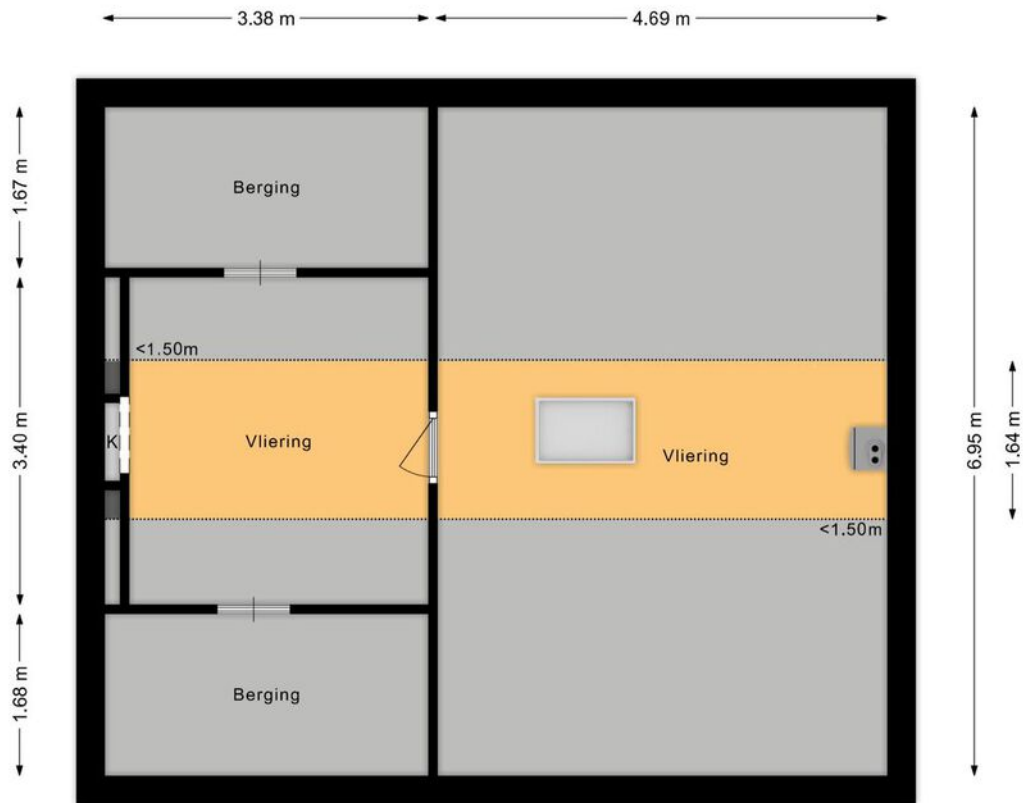 3.38 m
4.69 m
1.67 m
Berging
<1.50m
3.40 m
K
Vliering
Vliering
6.95 m
1.64 m
<1.50m
1.68 m
Berging